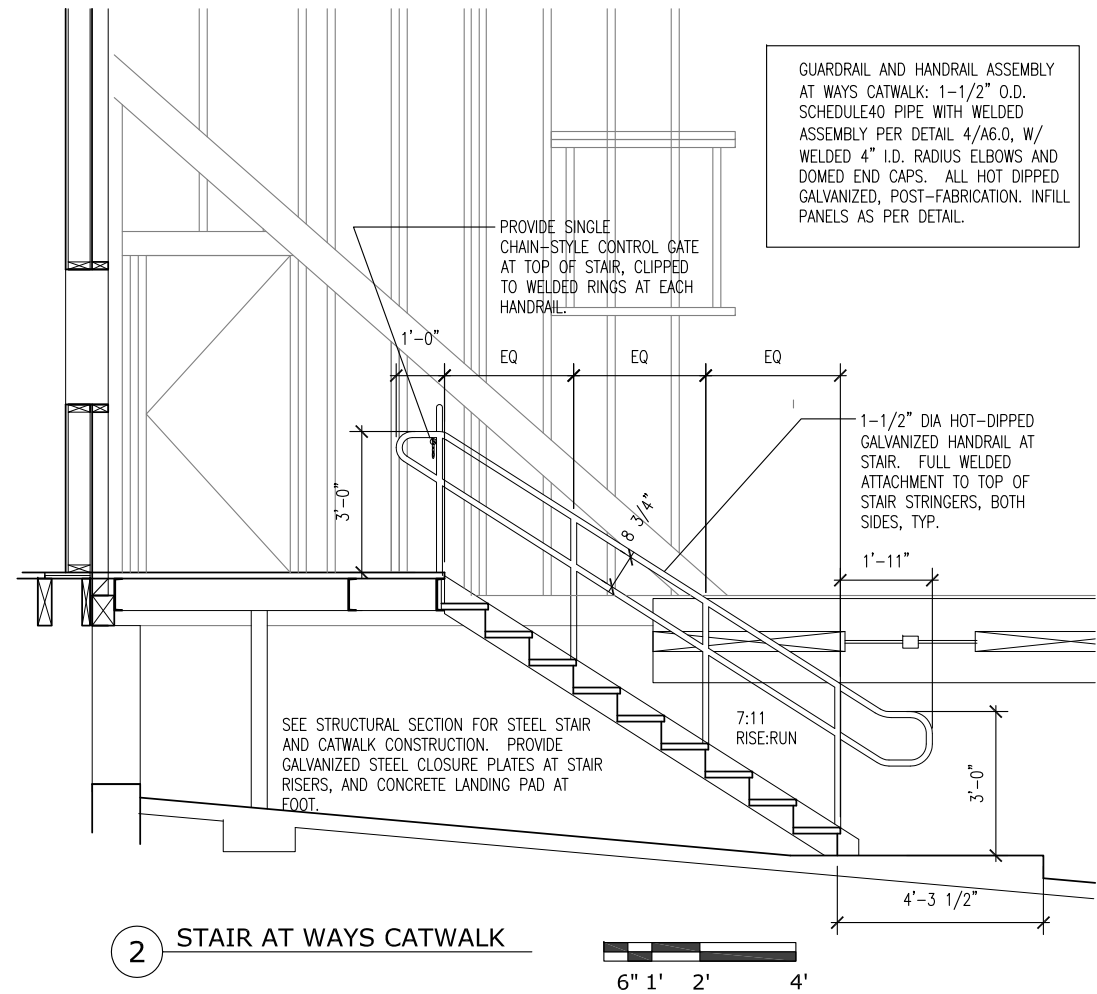 GUARDRAIL AND HANDRAIL ASSEMBLY
AT WAYS CATWALK: 1-1/2" O.D.
SCHEDULE40 PIPE WITH WELDED
ASSEMBLY PER DETAIL 4/A6.0, W/
WELDED 4" I.D. RADIUS ELBOWS AND
DOMED END CAPS. ALL HOT DIPPED
GALVANIZED, POST-FABRICATION. INFILL
PANELS AS PER DETAIL.
PROVIDE SINGLE
CHAIN-STYLE CONTROL GATE
AT TOP OF STAIR, CLIPPED
TO WELDED RINGS AT EACH
HANDRAIL.
1'-0"
EQ
EQ
EQ
1-1/2" DIA HOT-DIPPED
GALVANIZED HANDRAIL AT
STAIR. FULL WELDED
ATTACHMENT TO TOP OF
STAIR STRINGERS, BOTH
SIDES, TYP.
3'-0"
8 3/4"
1'-11"
SEE STRUCTURAL SECTION FOR STEEL STAIR
AND CATWALK CONSTRUCTION. PROVIDE
GALVANIZED STEEL CLOSURE PLATES AT STAIR
RISERS, AND CONCRETE LANDING PAD AT
FOOT.
7:11
RISE:RUN
3'-0"
4'-3 1/2"
2 STAIR AT WAYS CATWALK
6" 1' 2' 4'